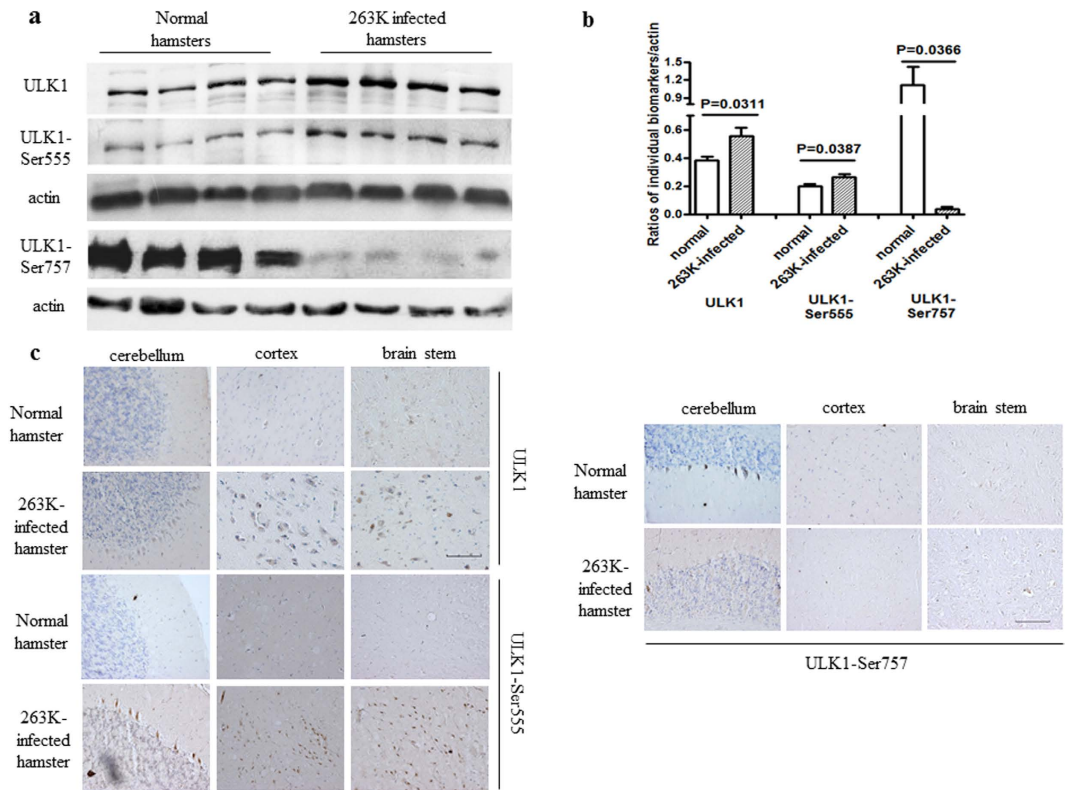 a
Normal
hamsters
263K infected
hamsters
ULK1
ULK1-
Ser555
actin
ULK1-
Ser757
actin
b
Ratios of individual biomarkers/actin
1.5
1.2
0.9
0.6
0.4
0.2
0.0
P=0.0311
P=0.0387
P=0.0366
normal
263K-infected
normal
263K-infected
normal
263K-infected
ULK1
ULK1-
Ser555
ULK1-
Ser757
c
cerebellum
cortex
brain stem
Normal
hamster
263K-
infected
hamster
ULK1
Normal
hamster
263K-
infected
hamster
ULK1-Ser555
cerebellum
cortex
brain stem
Normal
hamster
263K-
infected
hamster
ULK1-Ser757